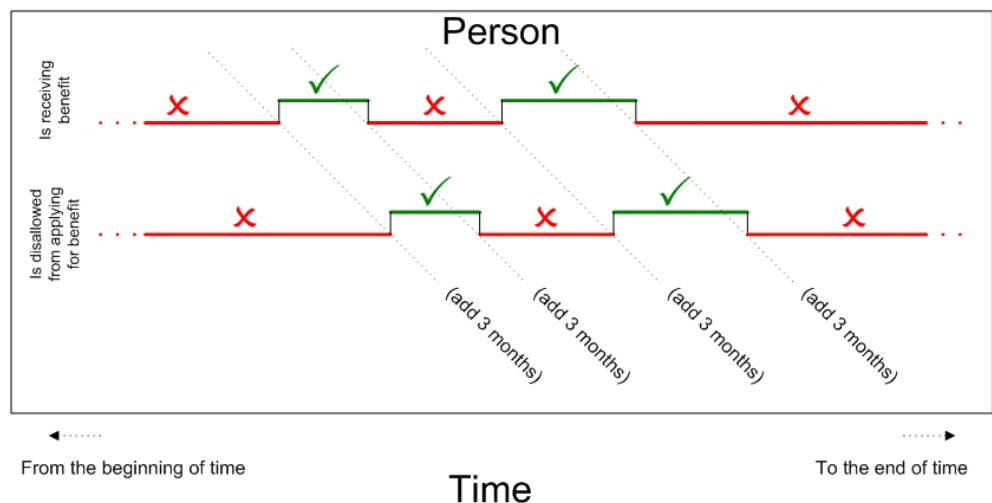 Person
Is receiving
benefit
Is disallowed
from applying
for benefit
(add 3 months)
(add 3 months)
(add 3 months)
(add 3 months)
From the beginning of time
To the end of time
Time